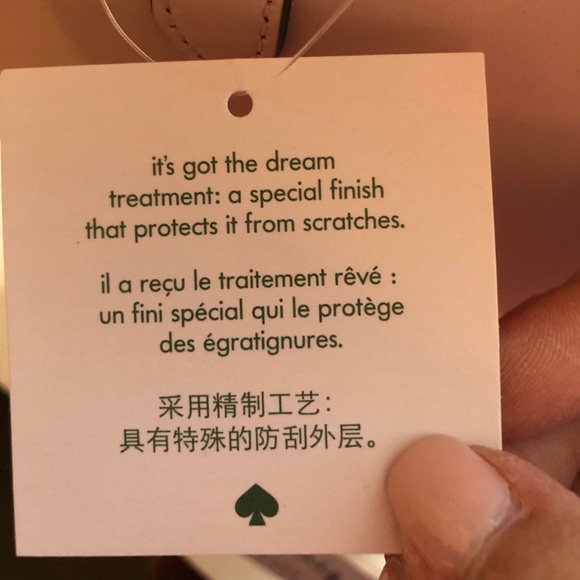 it's got the dream
treatment: a special finish
that protects it from scratches.
il a reçu le traitement rêvé :
un fini spécial qui le protège
des égratignures.
采用精制工艺：
具有特殊的防刮外层。